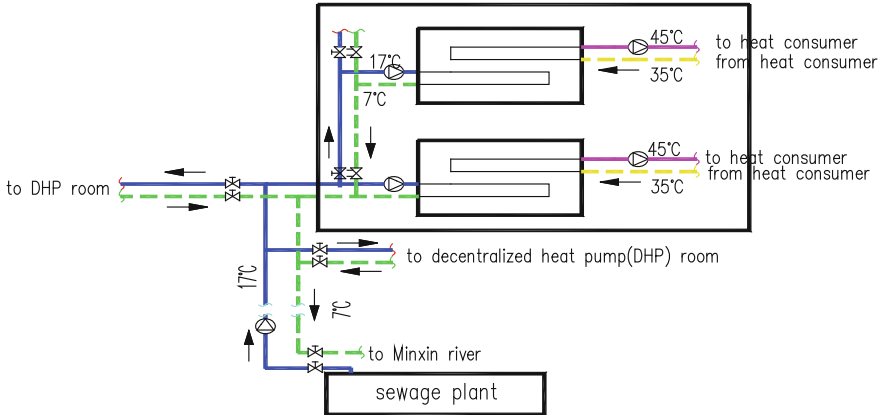 45°C
17°C
to heat consumer
from heat consumer
35°C
7°C
45°C
to heat consumer
from heat consumer
35°C
to DHP room
to decentralized heat pump(DHP) room
17°C
7°C
to Minxin river
sewage plant